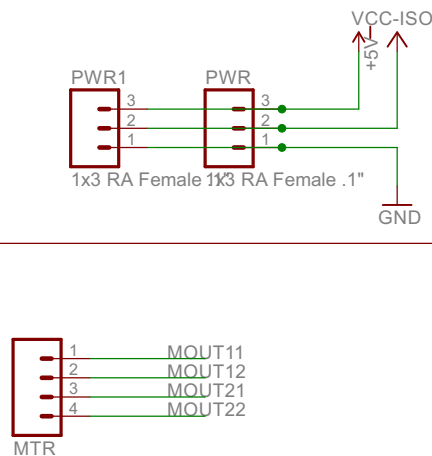 VCC-ISO
+5V
PWR1
PWR
3
3
2
2
1
1
1x3 RA Female .1"
1x3 RA Female .1"
GND
1
MOUT11
2
MOUT12
3
MOUT21
4
MOUT22
MTR